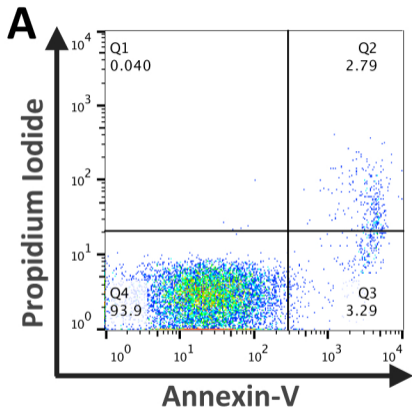 A
Q1
0.040
Q2
2.79
Q4
93.9
Q3
3.29
10^4
10^3
10^2
10^1
10^0
10^0
10^1
10^2
10^3
10^4
Propidium Iodide
Annexin-V